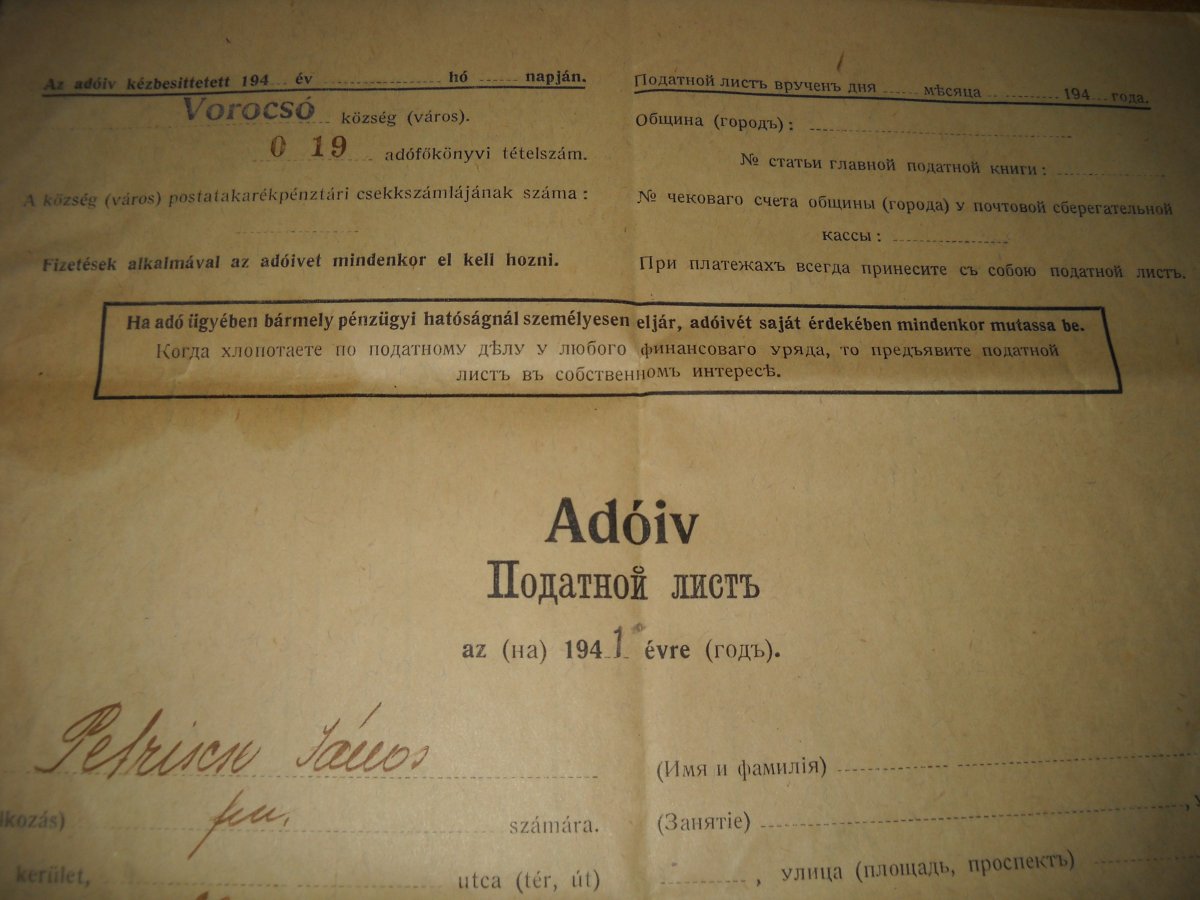 Az adóiv kézbesittetett 194 év hó napján.
Vorocsó község (város).
0 19 adófőkönyvi tételszám.
A község (város) postatakarékpénztári csekkszámlájának száma :
Fizetések alkalmával az adóivet mindenkor el kell hozni.
Податной листъ врученъ дня мѣсяца 194 года.
Община (городъ) :
№ статьи главной податной книги :
№ чековаго счета общины (города) у почтовой сберегательной
кассы :
При платежахъ всегда принесите съ собою податной листъ.
Ha adó ügyében bármely pénzügyi hatóságnál személyesen eljár, adóivét saját érdekében mindenkor mutassa be.
Когда хлопотаете по податному дѣлу у любого финансоваго уряда, то предъявите податной
листъ въ собственномъ интересѣ.
Adóiv
Податной листъ
az (на) 1941 évre (годъ).
János
(Имя и фамилія)
lkozás) számára.
(Занятіе)
kerület, utca (tér, út)
, улица (площадь, проспектъ)